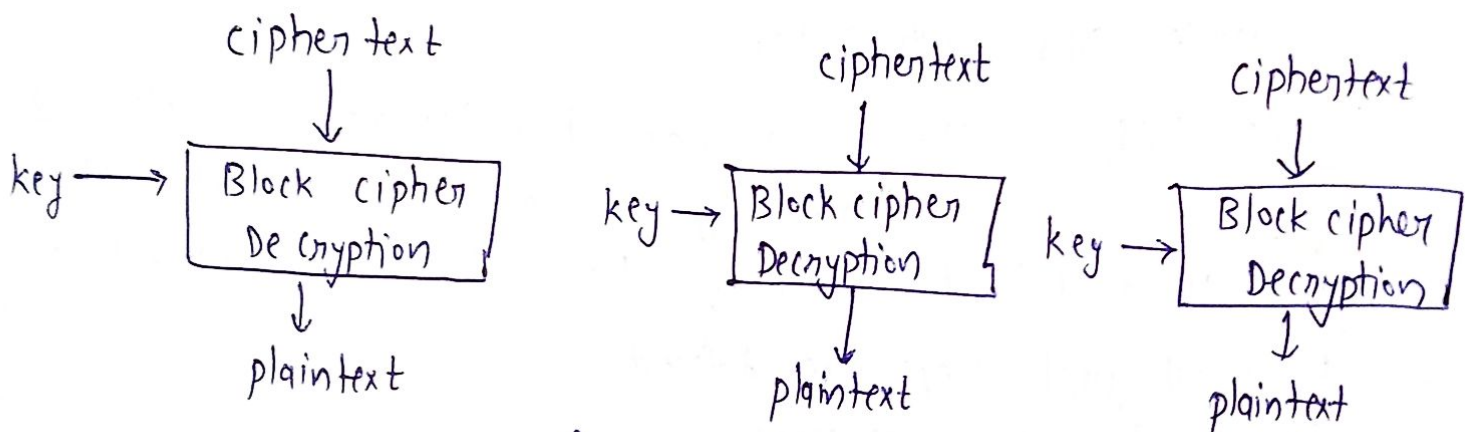 ciphertext
key
Block cipher
Decryption
plaintext
ciphertext
key
Block cipher
Decryption
plaintext
ciphertext
key
Block cipher
Decryption
plaintext